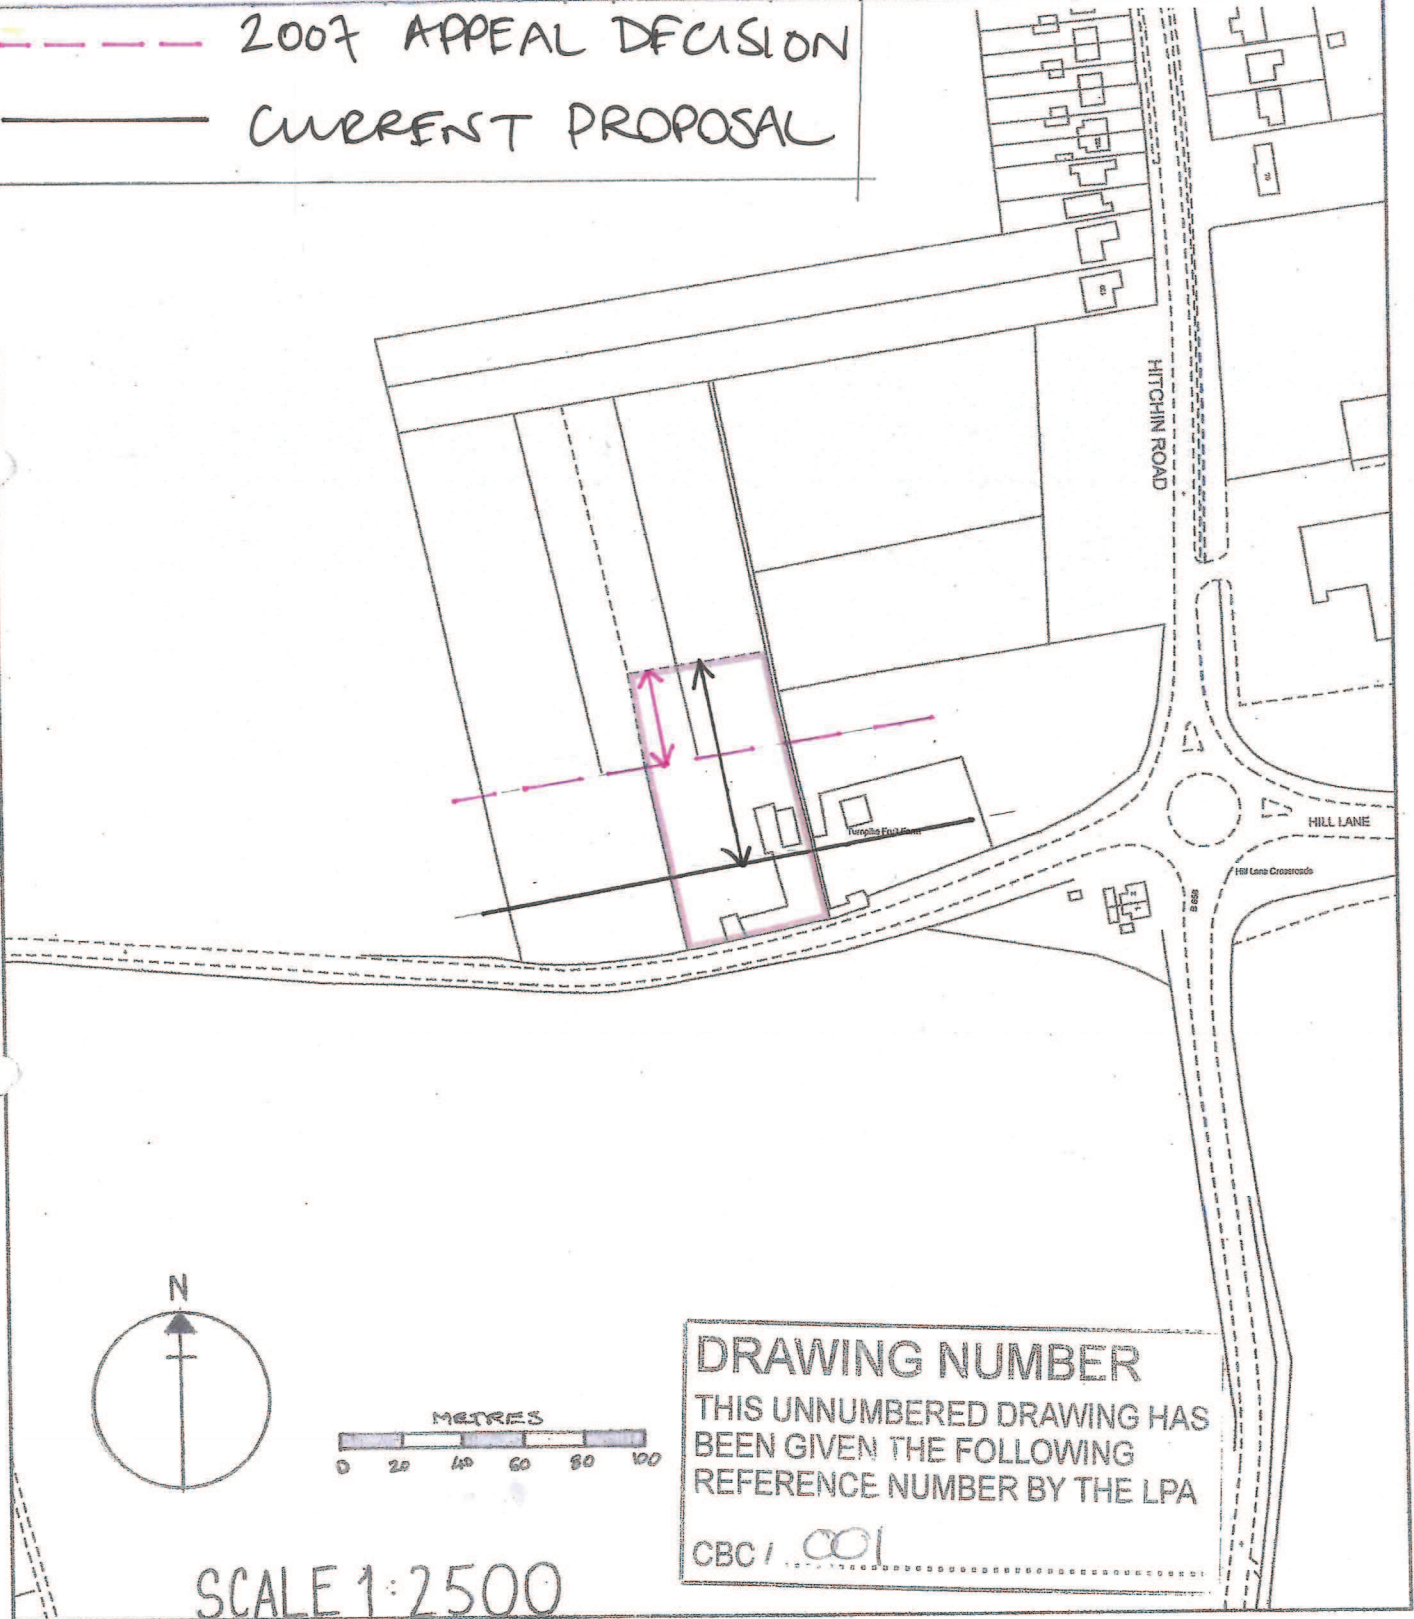 2007 APPEAL DECISION
CURRENT PROPOSAL
HITCHIN ROAD
HILL LANE
Hill Lane Crossroads
METRES
0 20 40 60 80 100
N
SCALE 1:2500
DRAWING NUMBER
THIS UNNUMBERED DRAWING HAS
BEEN GIVEN THE FOLLOWING
REFERENCE NUMBER BY THE LPA
CBC / 001